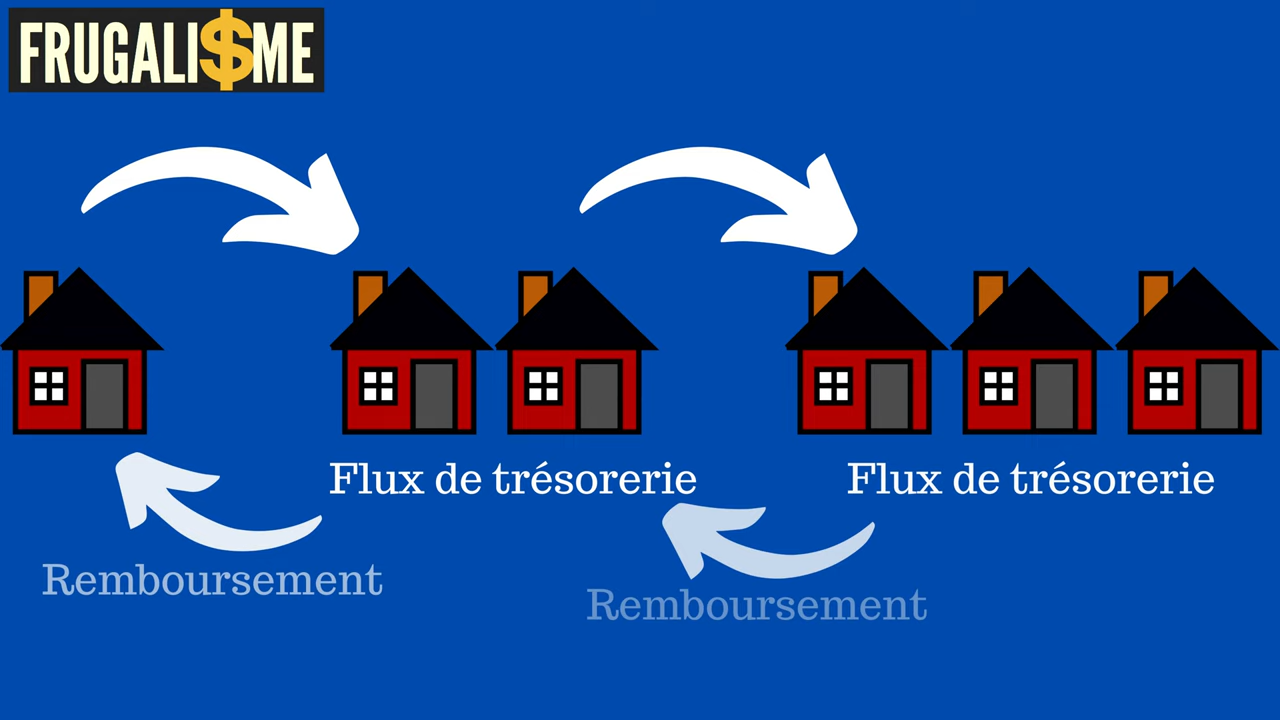 FRUGALI$ME
Flux de trésorerie
Flux de trésorerie
Remboursement
Remboursement